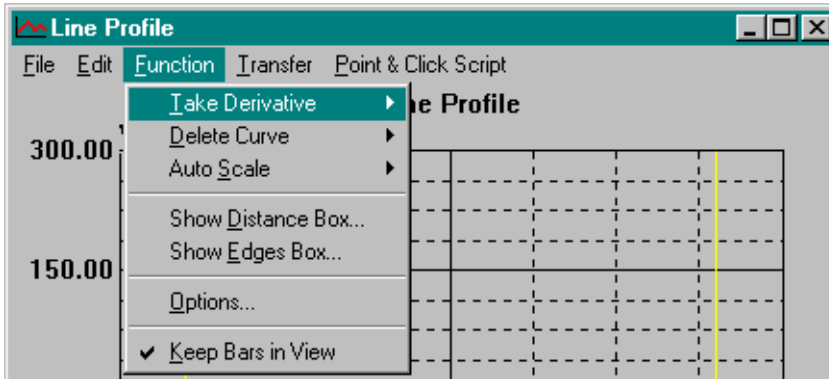 Line Profile
File Edit Function Transfer Point & Click Script
Take Derivative
Profile
Delete Curve
300.00
Auto Scale
Show Distance Box...
Show Edges Box...
150.00
Options...
Keep Bars in View